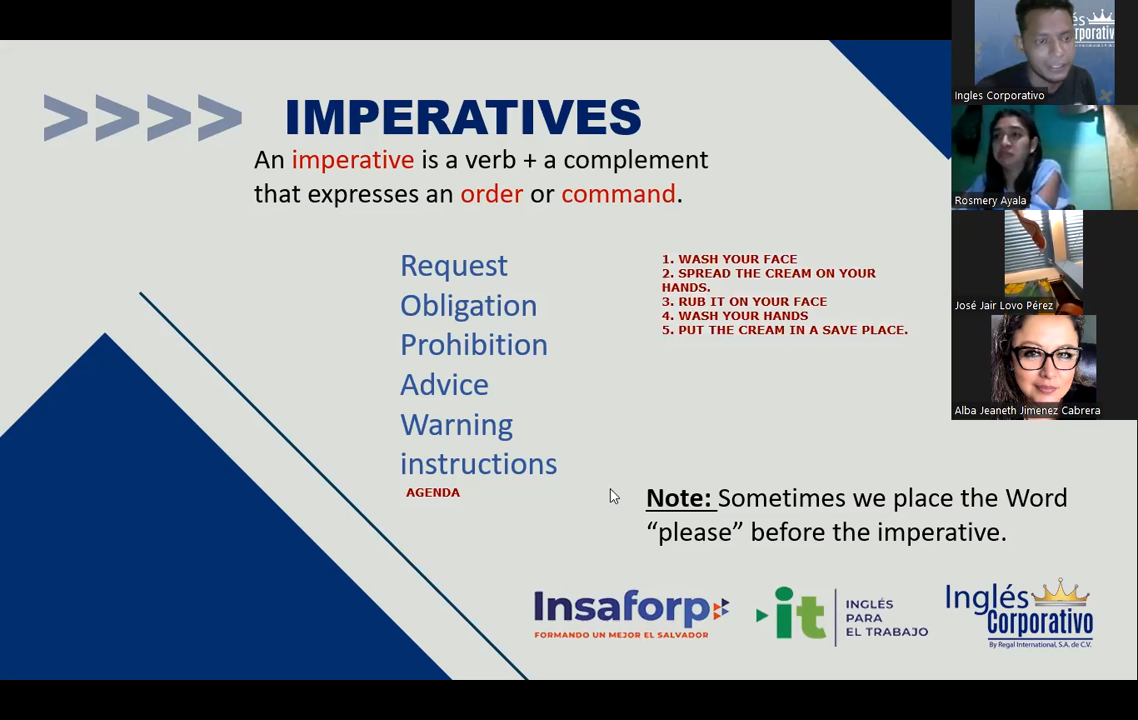 >>>> IMPERATIVES
An imperative is a verb + a complement
that expresses an order or command.
Request
Obligation
Prohibition
Advice
Warning
instructions
AGENDA
1. WASH YOUR FACE
2. SPREAD THE CREAM ON YOUR
HANDS.
3. RUB IT ON YOUR FACE
4. WASH YOUR HANDS
5. PUT THE CREAM IN A SAVE PLACE.
Note: Sometimes we place the Word
“please” before the imperative.
Insaforp
FORMANDO UN MEJOR EL SALVADOR
it
INGLÉS
PARA
EL TRABAJO
Inglés
Corporativo
By Regal International, S.A. de C.V.
és
rporativo
Ingles Corporativo
Rosmery Ayala
José Jair Lovo Pérez
Alba Jeaneth Jimenez Cabrera